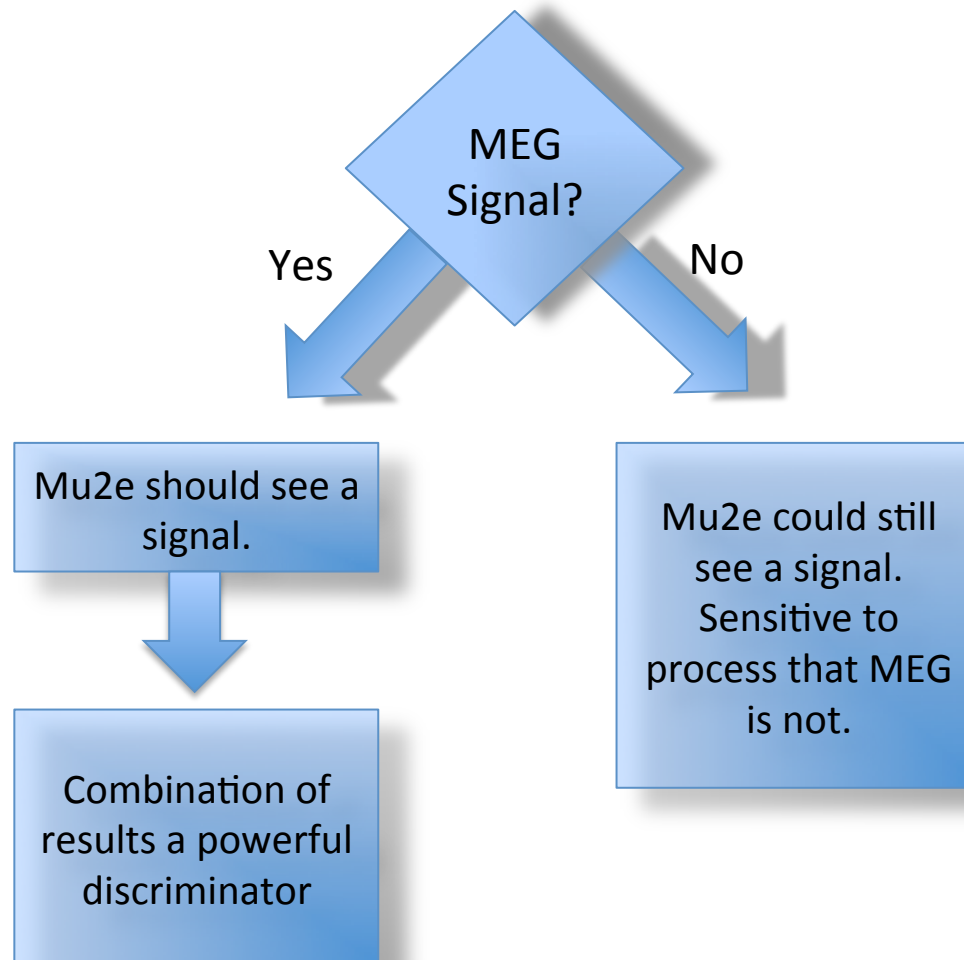 MEG
Signal?
Yes
No
Mu2e should see a
signal.
Mu2e could still
see a signal.
Sensitive to
process that MEG
is not.
Combination of
results a powerful
discriminator